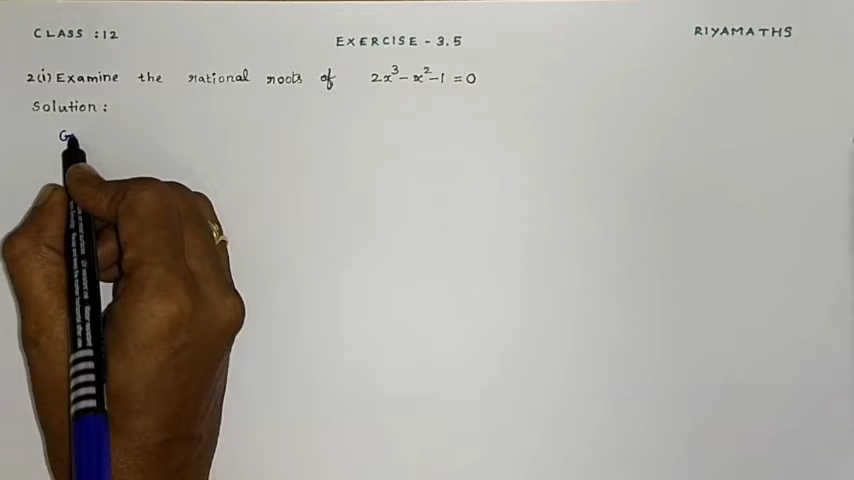 CLASS : 12
EXERCISE - 3.5
RIYAMATHS
2(i) Examine the rational roots of 2x³ - x² - 1 = 0
Solution :